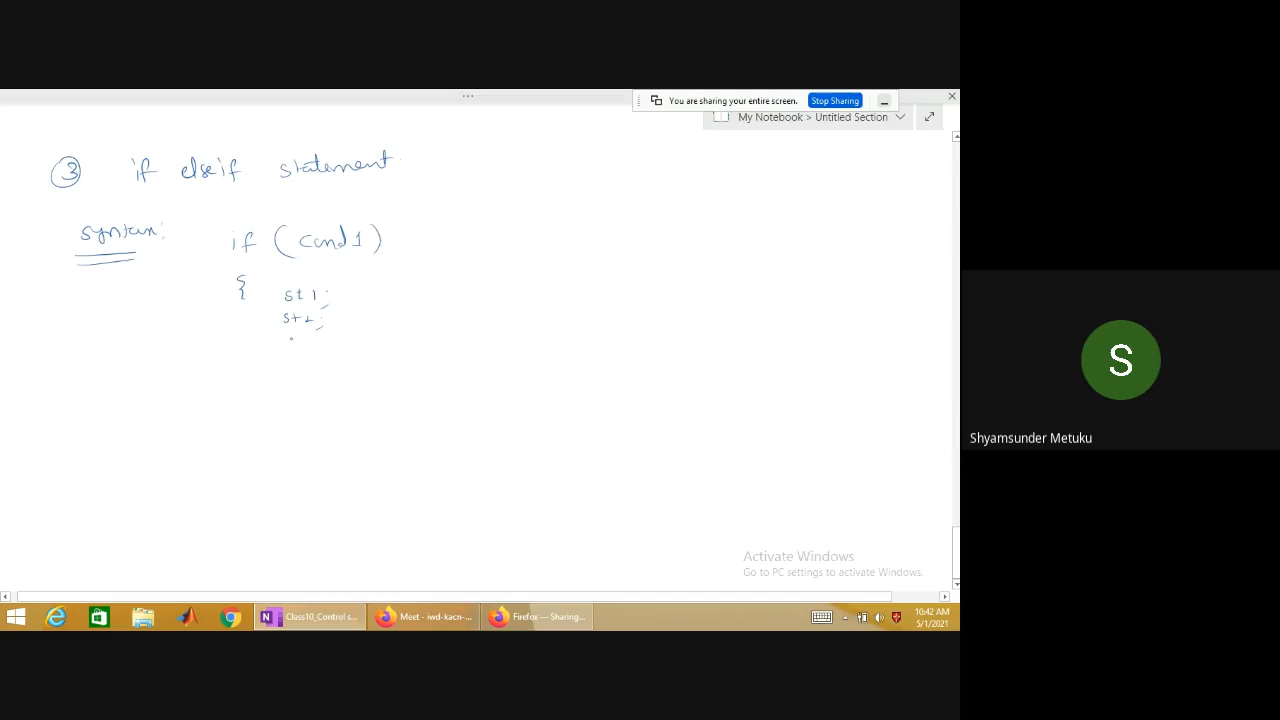 You are sharing your entire screen. Stop Sharing
My Notebook > Untitled Section
③ if elseif statement
syntax:
if (cond1)
{
st1;
st2;
Activate Windows
Go to PC settings to activate Windows.
S
Shyamsunder Metuku
Class10_Control s...
Meet - iwd-kacn-...
Firefox — Sharing...
10:42 AM
5/1/2021